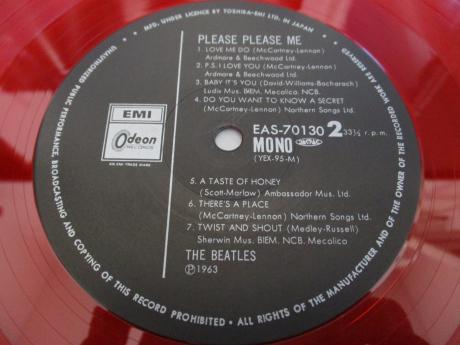 MFD. UNDER LICENCE BY TOSHIBA-EMI LTD. IN JAPAN
UNAUTHORIZED PUBLIC PERFORMANCE, BROADCASTING AND COPYING OF THIS RECORD PROHIBITED • ALL RIGHTS OF THE MANUFACTURER AND OF THE OWNER OF THE RECORDED WORK ARE RESERVED
PLEASE PLEASE ME
1. LOVE ME DO (McCartney-Lennon)
Ardmore & Beechwood Ltd.
2. P.S. I LOVE YOU (McCartney-Lennon)
Ardmore & Beechwood Ltd.
3. BABY IT'S YOU (David-Williams-Bacharach)
Ludix Mus. BIEM. Mecolico. NCB.
4. DO YOU WANT TO KNOW A SECRET
(McCartney-Lennon) Northern Songs Ltd.
EMI
Odeon
EAS-70130 2 33⅓ r.p.m.
MONO
(YEX-95-M)
5. A TASTE OF HONEY
(Scott-Marlow) Ambassador Mus. Ltd.
6. THERE'S A PLACE
(McCartney-Lennon) Northern Songs Ltd.
7. TWIST AND SHOUT (Medley-Russell)
Sherwin Mus. BIEM. NCB. Mecolico
THE BEATLES
Ⓟ1963